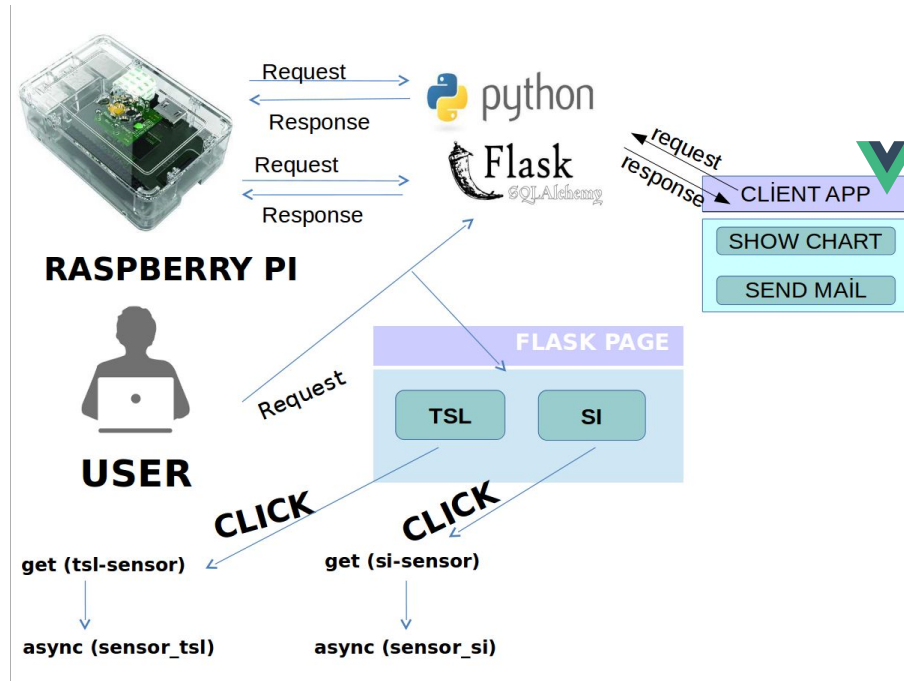 Request
Response
Request
Response
python
Flask
SQLAlchemy
request
response
CLİENT APP
SHOW CHART
SEND MAİL
RASPBERRY PI
USER
Request
FLASK PAGE
TSL
SI
CLICK
CLICK
get (tsl-sensor)
get (si-sensor)
async (sensor_tsl)
async (sensor_si)